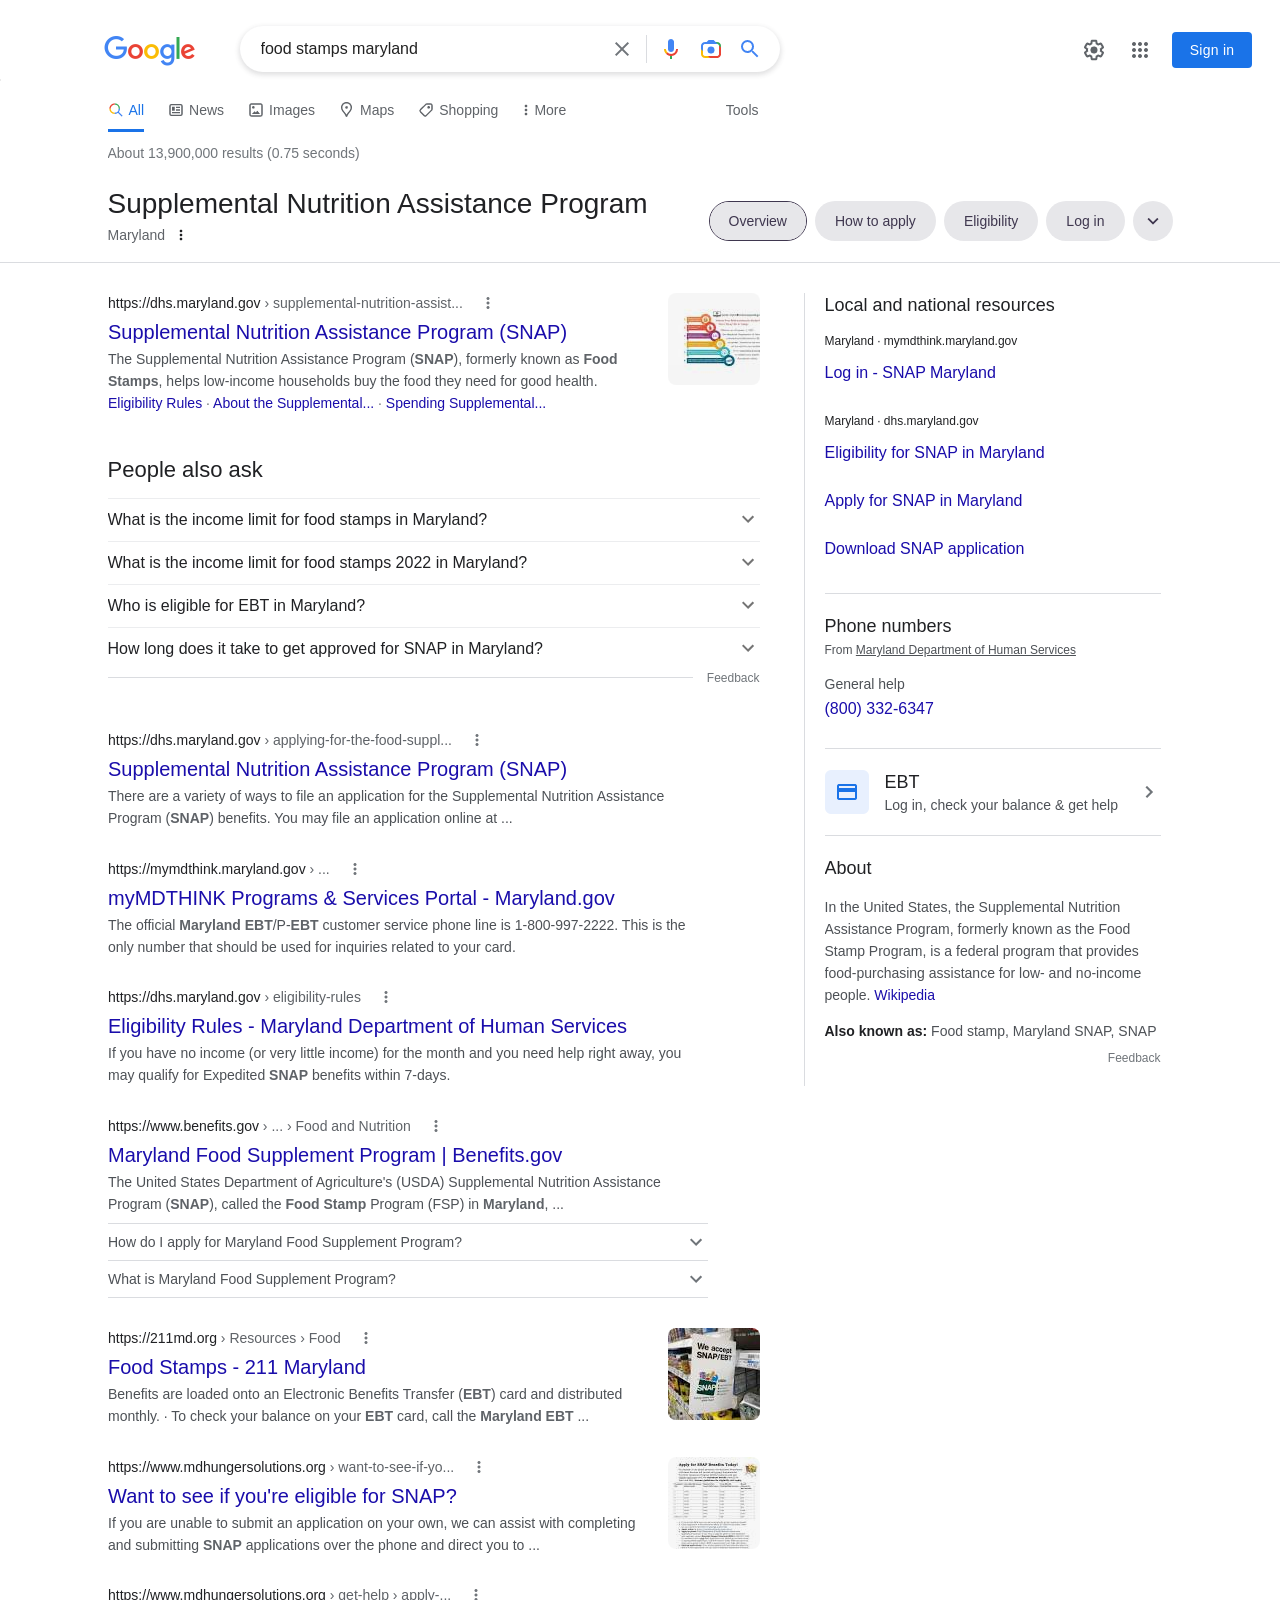 Google
food stamps maryland
Sign in
All
News
Images
Maps
Shopping
More
Tools
About 13,900,000 results (0.75 seconds)
Supplemental Nutrition Assistance Program
Maryland
Overview
How to apply
Eligibility
Log in
https://dhs.maryland.gov › supplemental-nutrition-assist...
Supplemental Nutrition Assistance Program (SNAP)
The Supplemental Nutrition Assistance Program (SNAP), formerly known as Food
Stamps, helps low-income households buy the food they need for good health.
Eligibility Rules · About the Supplemental... · Spending Supplemental...
People also ask
What is the income limit for food stamps in Maryland?
What is the income limit for food stamps 2022 in Maryland?
Who is eligible for EBT in Maryland?
How long does it take to get approved for SNAP in Maryland?
Feedback
https://dhs.maryland.gov › applying-for-the-food-suppl...
Supplemental Nutrition Assistance Program (SNAP)
There are a variety of ways to file an application for the Supplemental Nutrition Assistance
Program (SNAP) benefits. You may file an application online at ...
https://mymdthink.maryland.gov › ...
myMDTHINK Programs & Services Portal - Maryland.gov
The official Maryland EBT/P-EBT customer service phone line is 1-800-997-2222. This is the
only number that should be used for inquiries related to your card.
https://dhs.maryland.gov › eligibility-rules
Eligibility Rules - Maryland Department of Human Services
If you have no income (or very little income) for the month and you need help right away, you
may qualify for Expedited SNAP benefits within 7-days.
https://www.benefits.gov › ... › Food and Nutrition
Maryland Food Supplement Program | Benefits.gov
The United States Department of Agriculture's (USDA) Supplemental Nutrition Assistance
Program (SNAP), called the Food Stamp Program (FSP) in Maryland, ...
How do I apply for Maryland Food Supplement Program?
What is Maryland Food Supplement Program?
https://211md.org › Resources › Food
Food Stamps - 211 Maryland
Benefits are loaded onto an Electronic Benefits Transfer (EBT) card and distributed
monthly. · To check your balance on your EBT card, call the Maryland EBT ...
We accept
SNAP/EBT
SNAP
https://www.mdhungersolutions.org › want-to-see-if-yo...
Want to see if you're eligible for SNAP?
If you are unable to submit an application on your own, we can assist with completing
and submitting SNAP applications over the phone and direct you to ...
Apply for SNAP Benefits Today!
https://www.mdhungersolutions.org › get-help › apply-...
Local and national resources
Maryland · mymdthink.maryland.gov
Log in - SNAP Maryland
Maryland · dhs.maryland.gov
Eligibility for SNAP in Maryland
Apply for SNAP in Maryland
Download SNAP application
Phone numbers
From Maryland Department of Human Services
General help
(800) 332-6347
EBT
Log in, check your balance & get help
About
In the United States, the Supplemental Nutrition
Assistance Program, formerly known as the Food
Stamp Program, is a federal program that provides
food-purchasing assistance for low- and no-income
people. Wikipedia
Also known as: Food stamp, Maryland SNAP, SNAP
Feedback